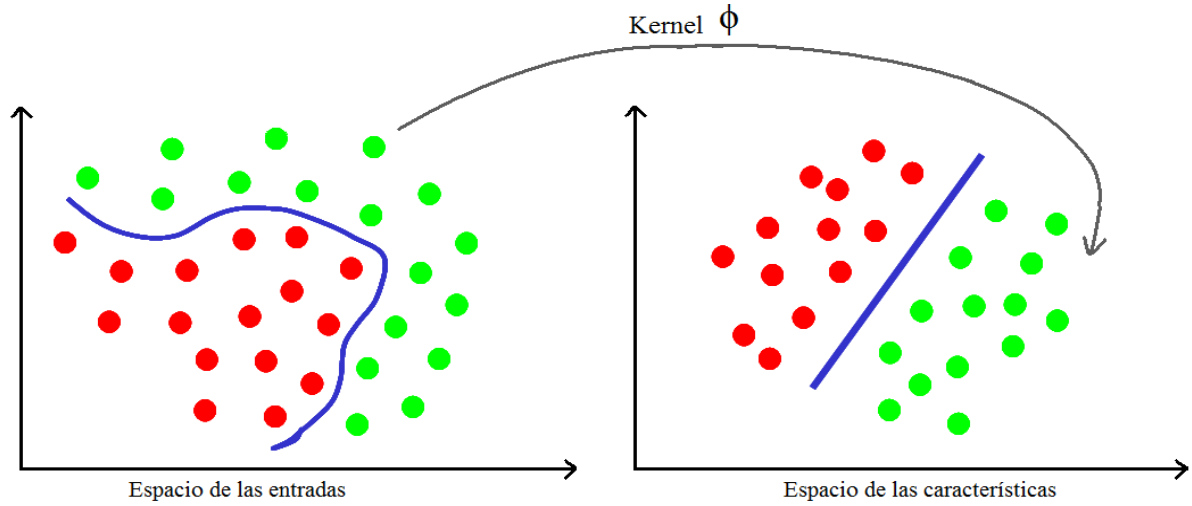 Kernel ϕ
Espacio de las entradas
Espacio de las características